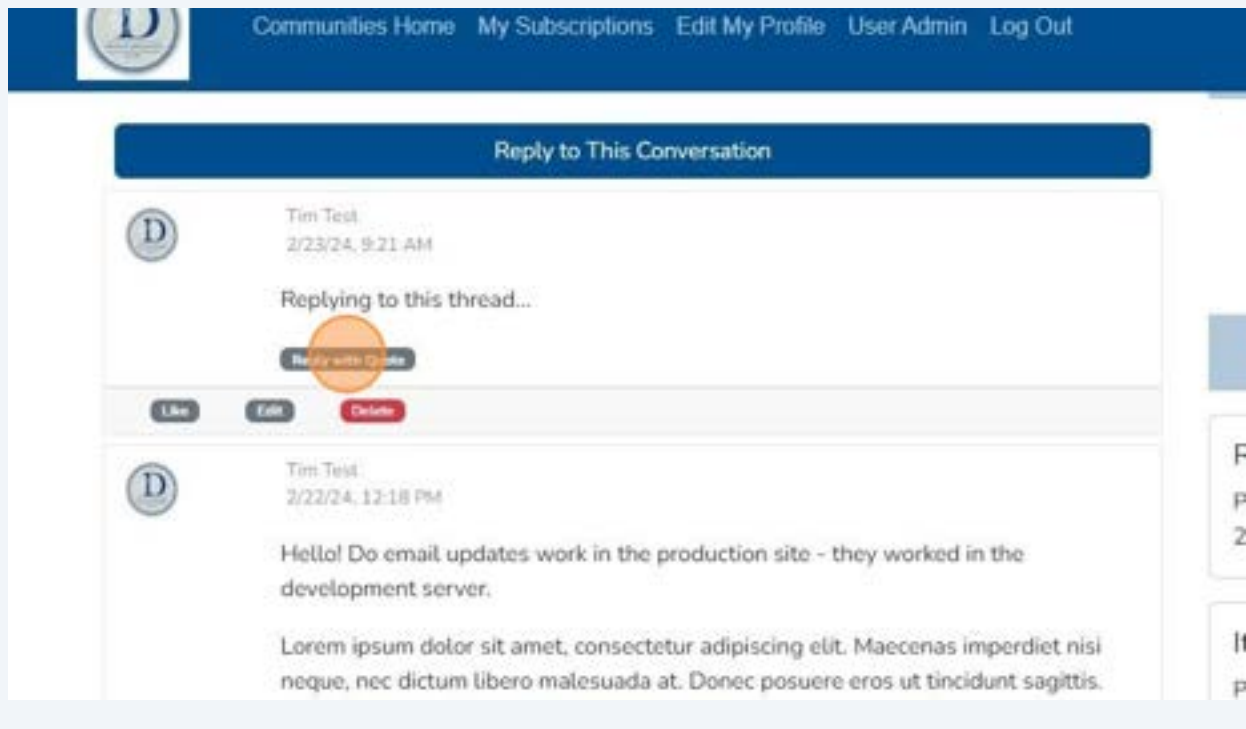 D
Communities Home My Subscriptions Edit My Profile User Admin Log Out
Reply to This Conversation
D
Tim Test
2/23/24, 9:21 AM
Replying to this thread...
Reply with Quote
Like Edit Delete
D
Tim Test
2/22/24, 12:18 PM
Hello! Do email updates work in the production site - they worked in the
development server.
Lorem ipsum dolor sit amet, consectetur adipiscing elit. Maecenas imperdiet nisi
neque, nec dictum libero malesuada at. Donec posuere eros ut tincidunt sagittis.